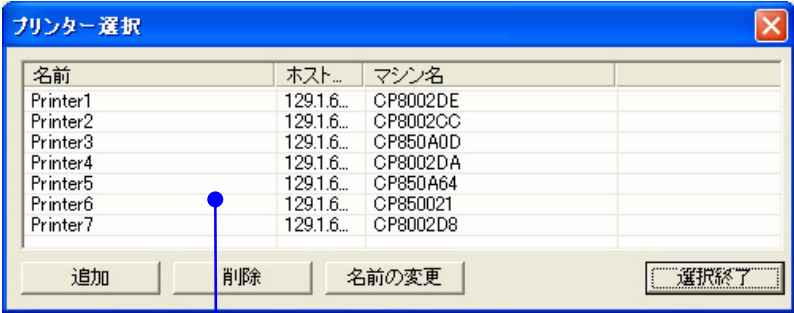 プリンター選択
名前 ホスト... マシン名
Printer1 129.1.6... CP8002DE
Printer2 129.1.6... CP8002CC
Printer3 129.1.6... CP850A0D
Printer4 129.1.6... CP8002DA
Printer5 129.1.6... CP850A64
Printer6 129.1.6... CP850021
Printer7 129.1.6... CP8002D8
追加 削除 名前の変更 選択終了